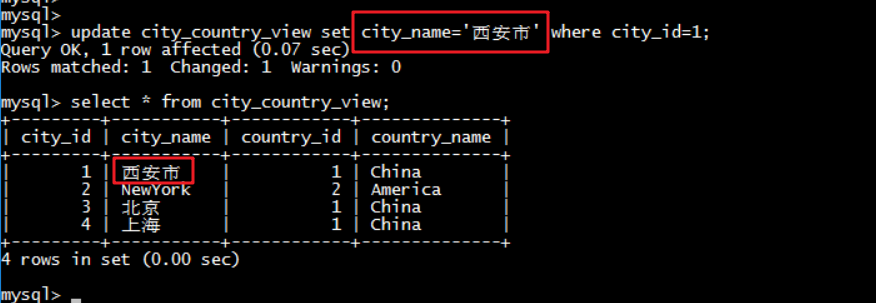 mysql>
mysql>
mysql> update city_country_view set city_name='西安市' where city_id=1;
Query OK, 1 row affected (0.07 sec)
Rows matched: 1  Changed: 1  Warnings: 0
mysql> select * from city_country_view;
+---------+-----------+------------+--------------+
| city_id | city_name | country_id | country_name |
+---------+-----------+------------+--------------+
|       1 | 西安市    |          1 | China        |
|       2 | NewYork   |          2 | America      |
|       3 | 北京      |          1 | China        |
|       4 | 上海      |          1 | China        |
+---------+-----------+------------+--------------+
4 rows in set (0.00 sec)
mysql> _